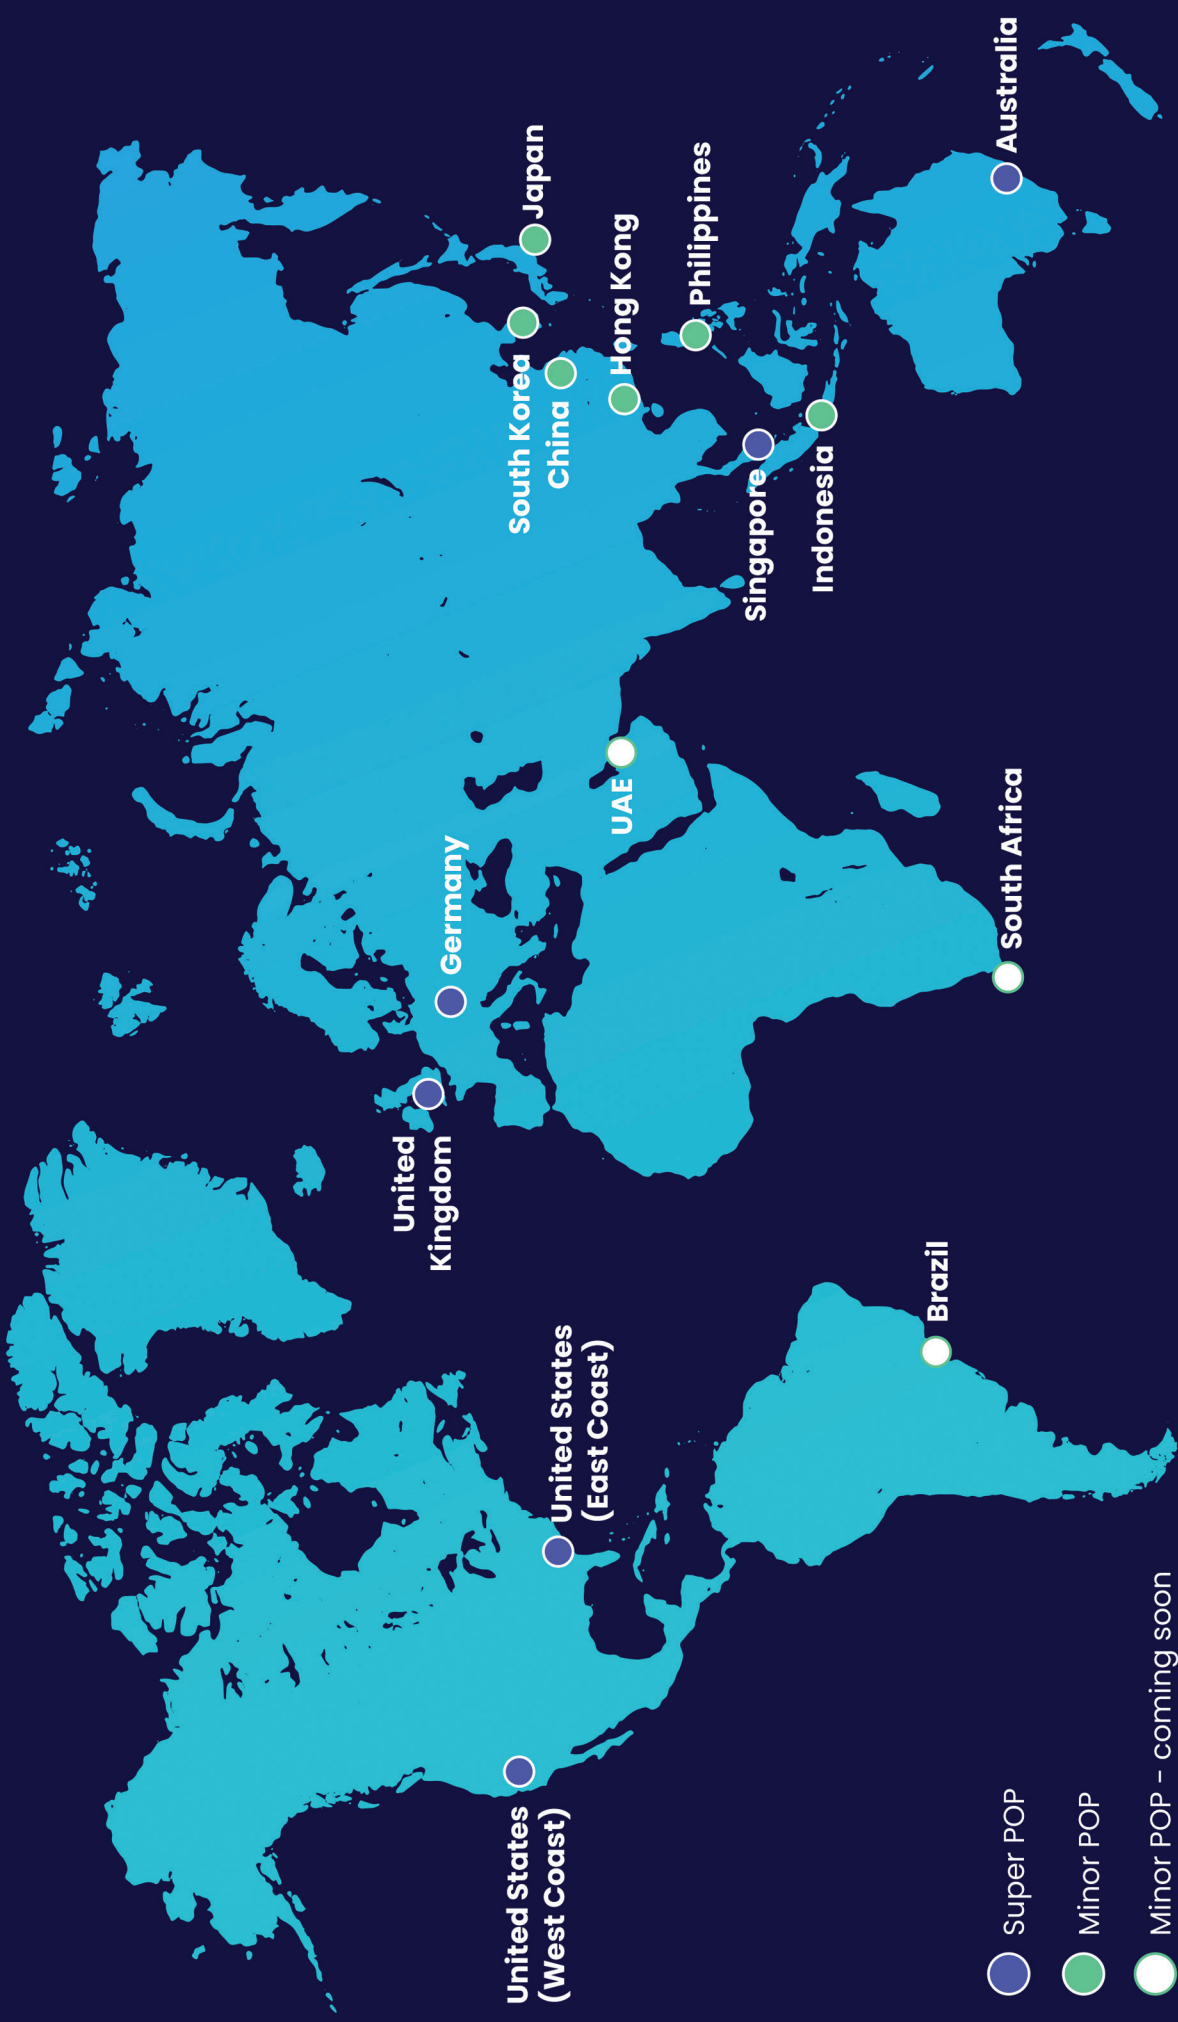 United States
(West Coast)
United States
(East Coast)
Brazil
United
Kingdom
Germany
UAE
South Africa
South Korea
China
Japan
Hong Kong
Philippines
Singapore
Indonesia
Australia
Super POP
Minor POP
Minor POP – coming soon